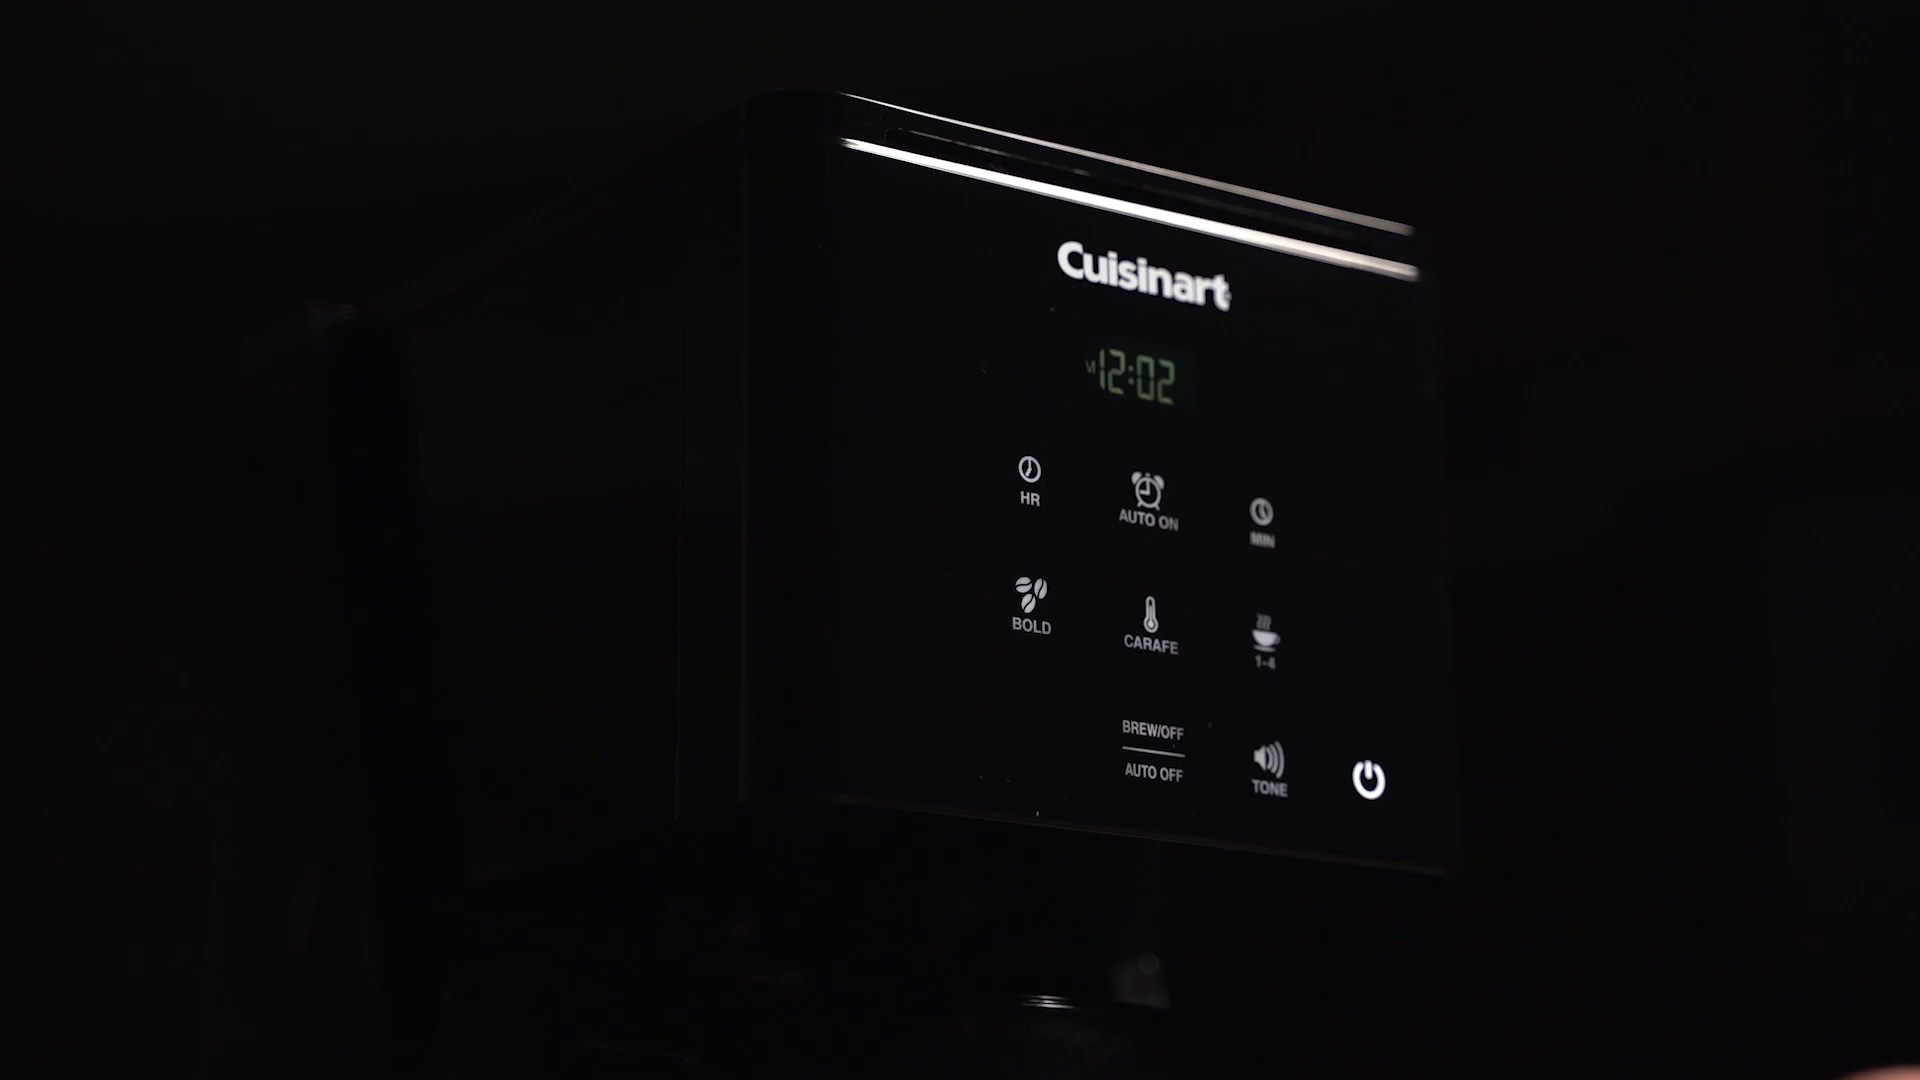 Cuisinart
12:02
HR
AUTO ON
MIN
BOLD
CARAFE
1-4
BREW/OFF
AUTO OFF
TONE